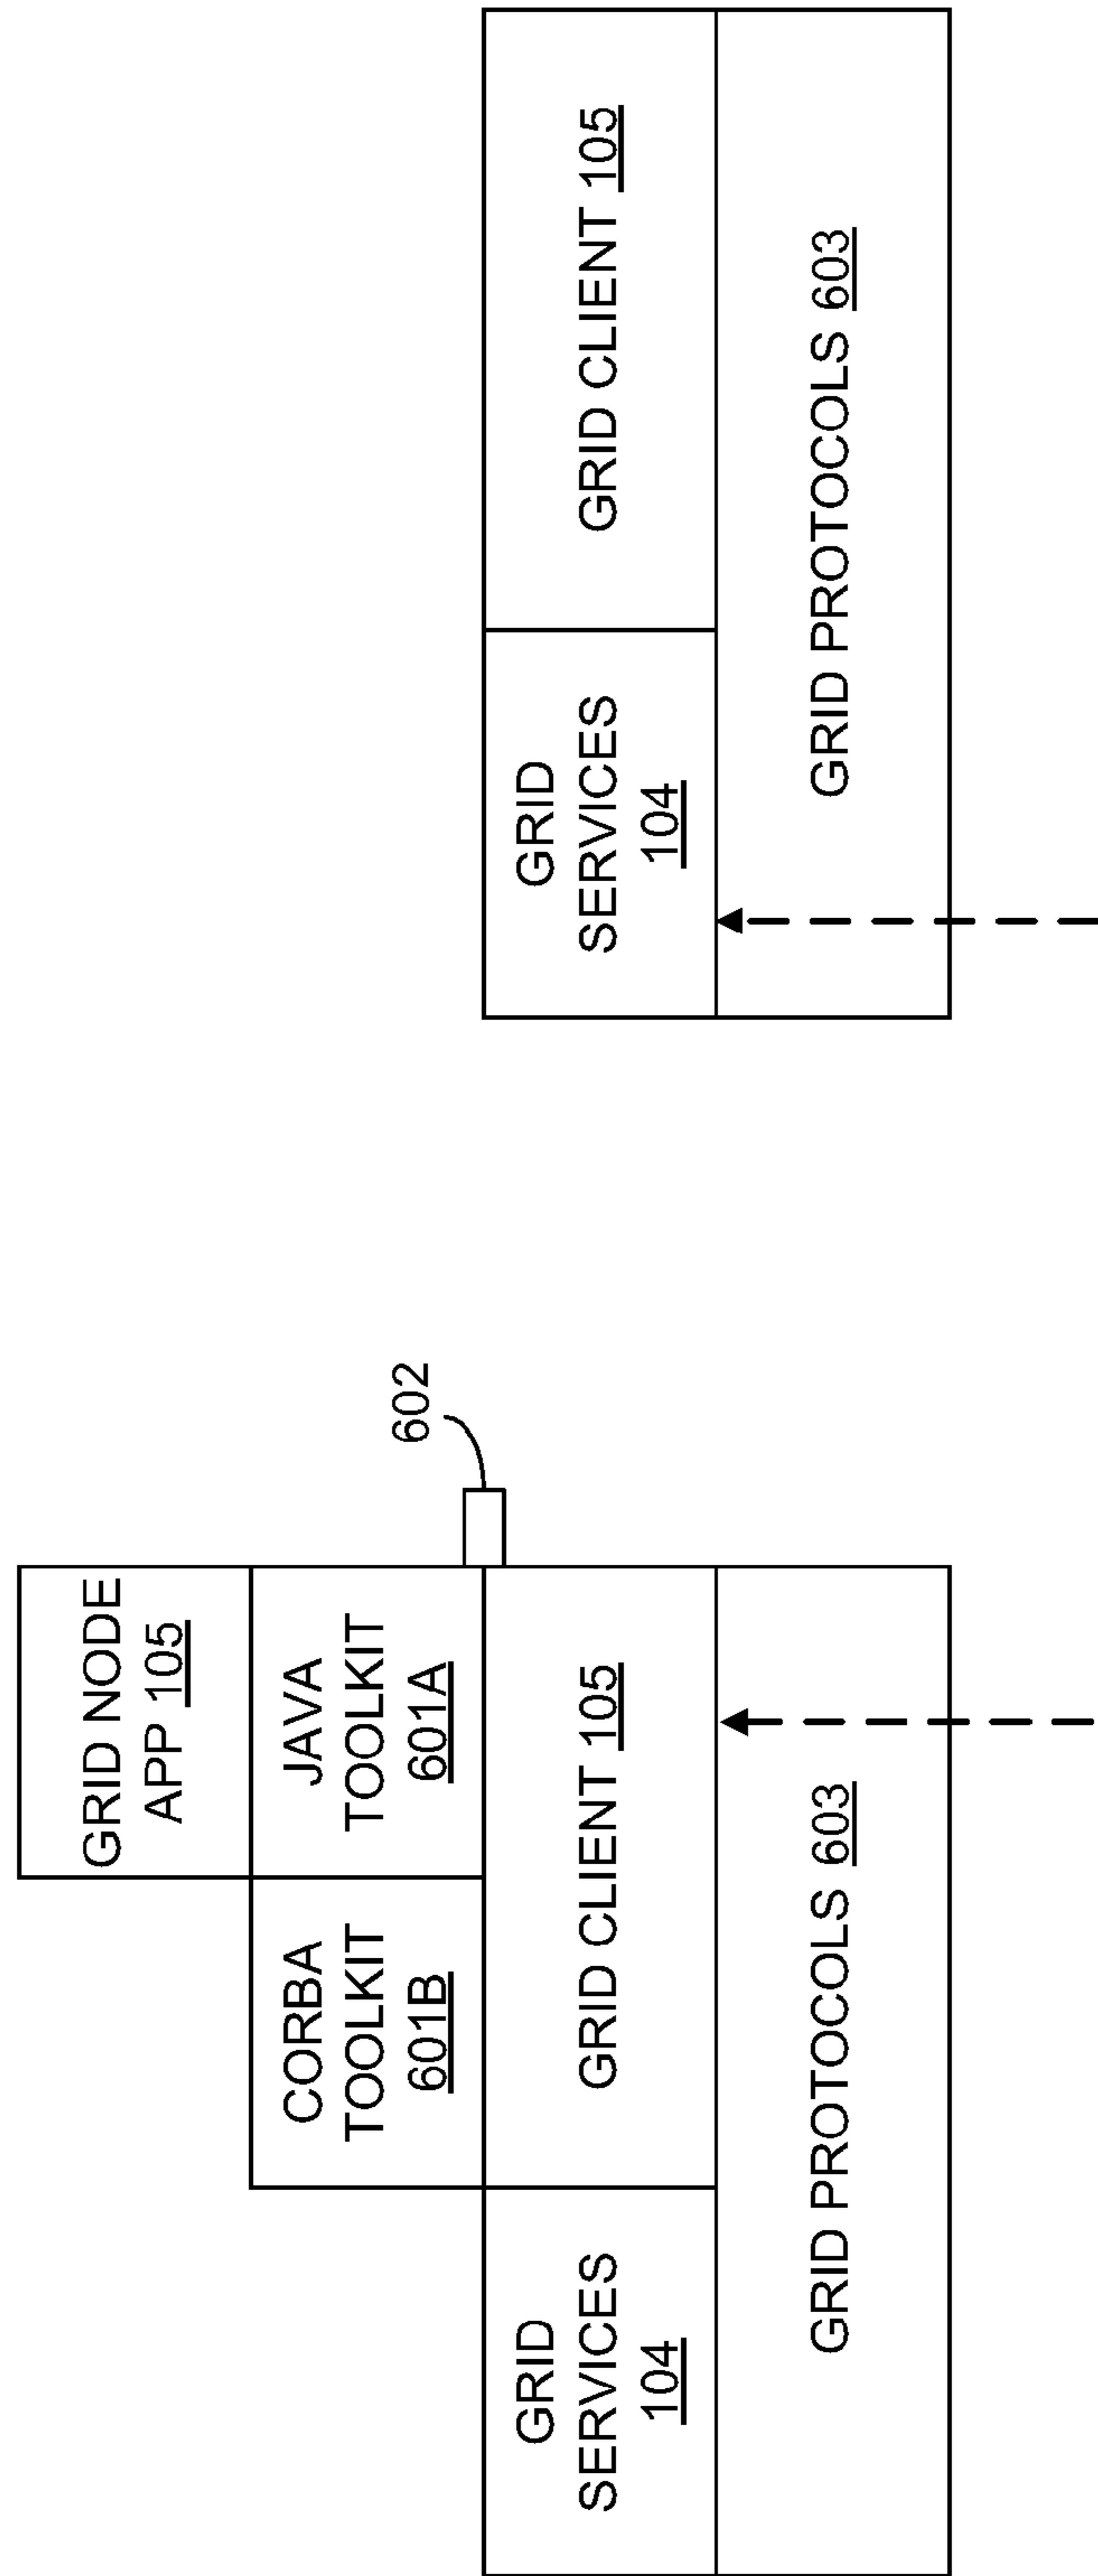 GRID NODE
APP 105
CORBA
TOOLKIT
601B
JAVA
TOOLKIT
601A
602
GRID
SERVICES
104
GRID CLIENT 105
GRID PROTOCOLS 603
GRID
SERVICES
104
GRID CLIENT 105
GRID PROTOCOLS 603